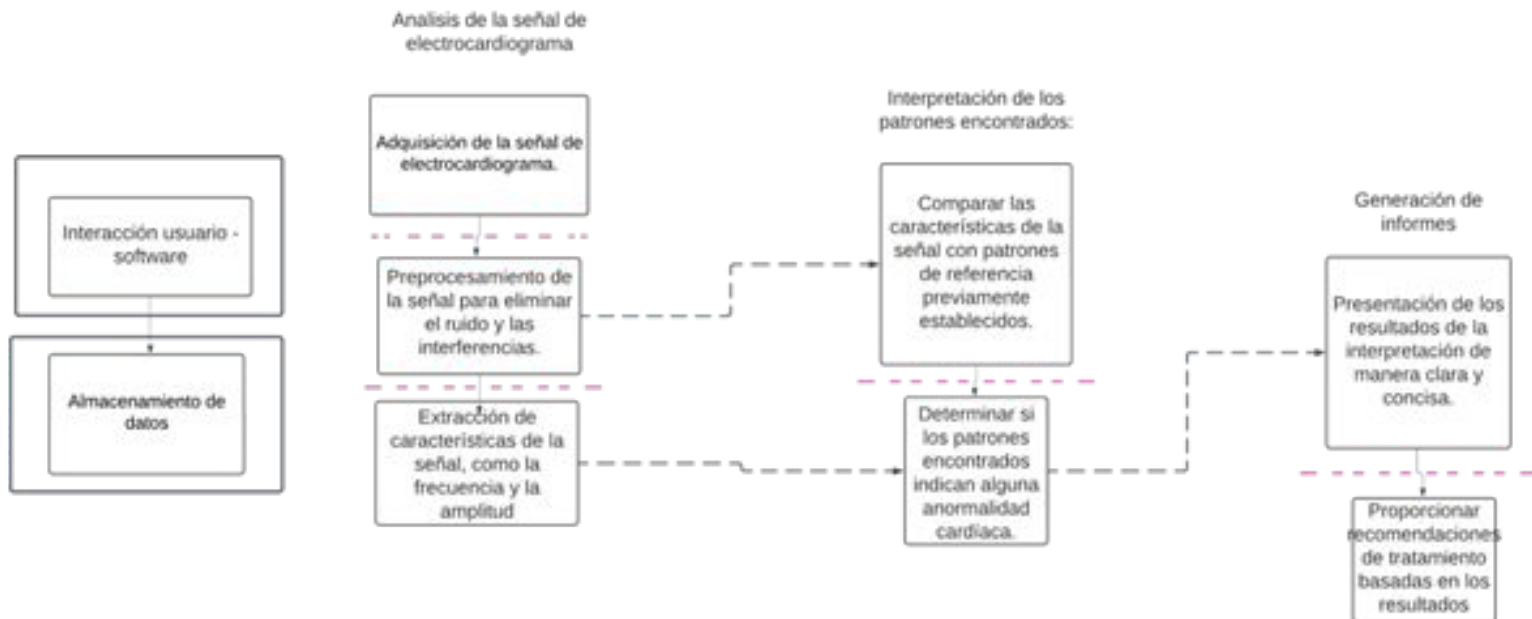 Analisis de la señal de
electrocardiograma
Adquisición de la señal de
electrocardiograma.
Preprocesamiento de
la señal para eliminar
el ruido y las
interferencias.
Extracción de
características de la
señal, como la
frecuencia y la
amplitud
Interacción usuario -
software
Almacenamiento de
datos
Interpretación de los
patrones encontrados:
Comparar las
características de la
señal con patrones
de referencia
previamente
establecidos.
Determinar si
los patrones
encontrados
indican alguna
anormalidad
cardíaca.
Generación de
informes
Presentación de los
resultados de la
interpretación de
manera clara y
concisa.
Proporcionar
recomendaciones
de tratamiento
basadas en los
resultados